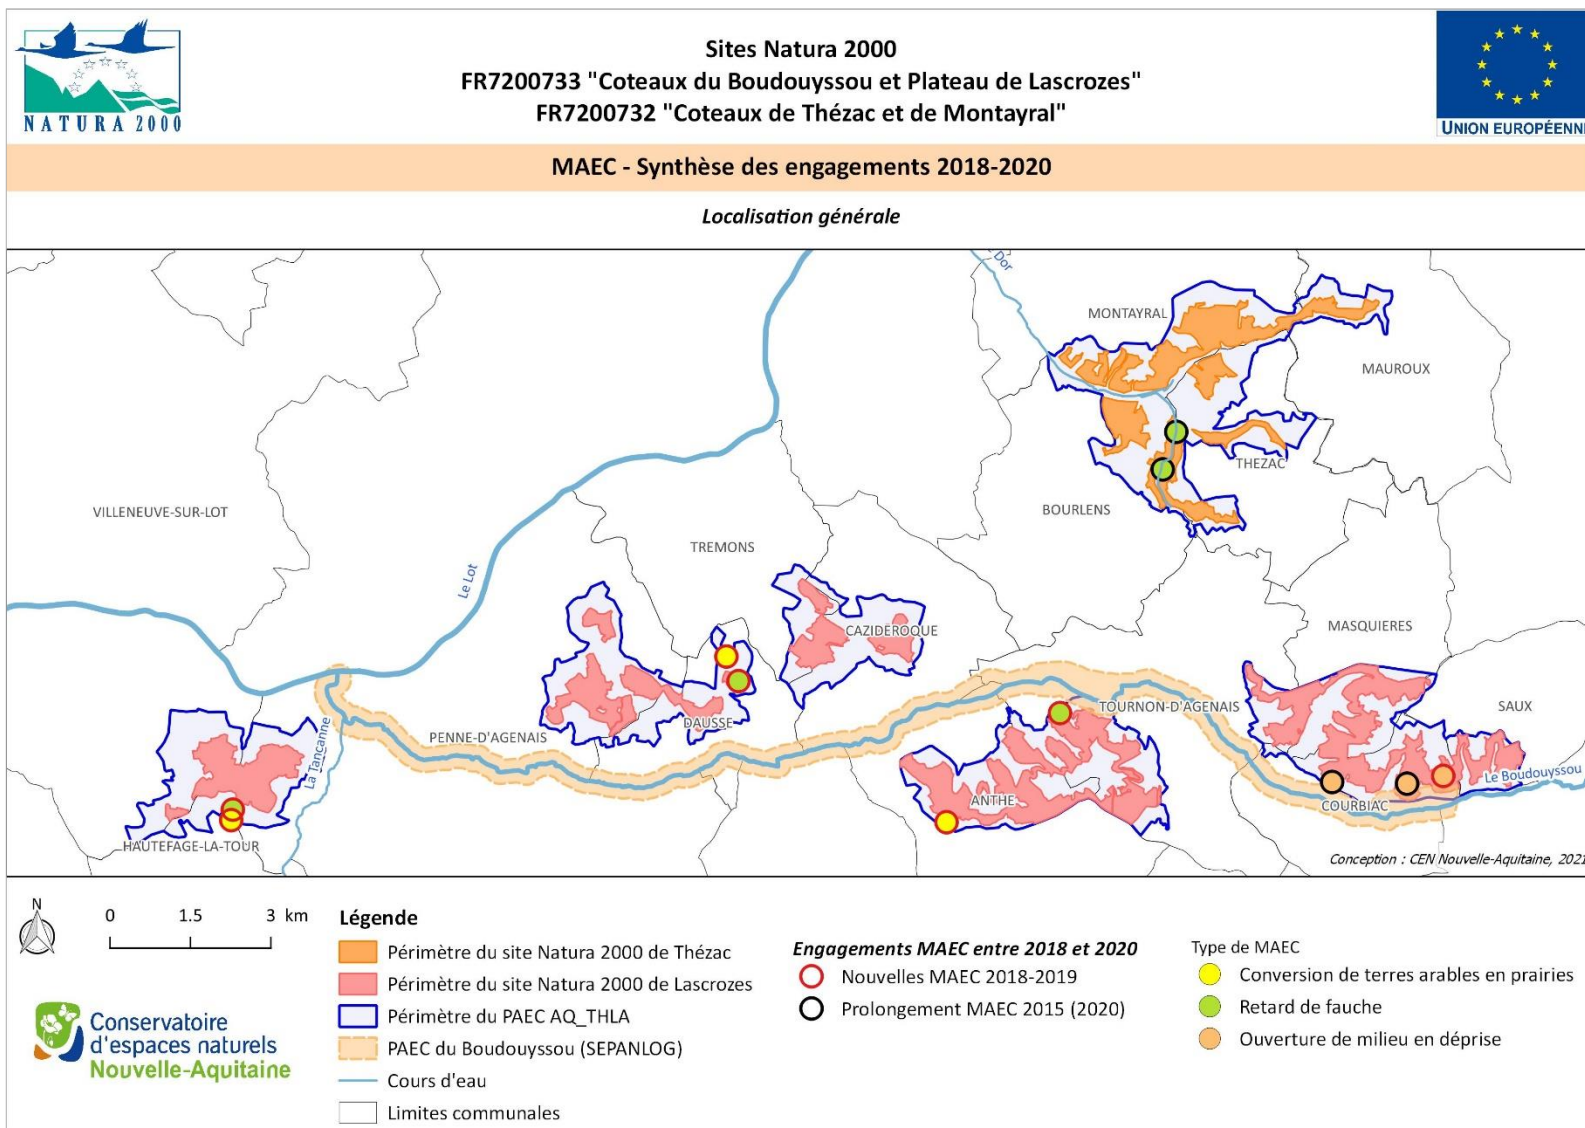 NATURA 2000
Sites Natura 2000
FR7200733 "Coteaux du Boudouyssou et Plateau de Lascrozes"
FR7200732 "Coteaux de Thézac et de Montayral"
UNION EUROPÉENNE
MAEC - Synthèse des engagements 2018-2020
Localisation générale
Dor
MONTAYRAL
MAUROUX
THEZAC
BOURLENS
VILLENEUVE-SUR-LOT
TREMONS
Le Lot
CAZIDEROQUE
MASQUIERES
SAUX
TOURNON-D'AGENAIS
DAUSSE
PENNE-D'AGENAIS
La Tancanne
Le Boudouyssou
ANTHE
COURBIAC
HAUTEFAGE-LA-TOUR
Conception : CEN Nouvelle-Aquitaine, 2021
N
0 1.5 3 km
Conservatoire
d'espaces naturels
Nouvelle-Aquitaine
Légende
Périmètre du site Natura 2000 de Thézac
Périmètre du site Natura 2000 de Lascrozes
Périmètre du PAEC AQ_THLA
PAEC du Boudouyssou (SEPANLOG)
Cours d'eau
Limites communales
Engagements MAEC entre 2018 et 2020
Nouvelles MAEC 2018-2019
Prolongement MAEC 2015 (2020)
Type de MAEC
Conversion de terres arables en prairies
Retard de fauche
Ouverture de milieu en déprise